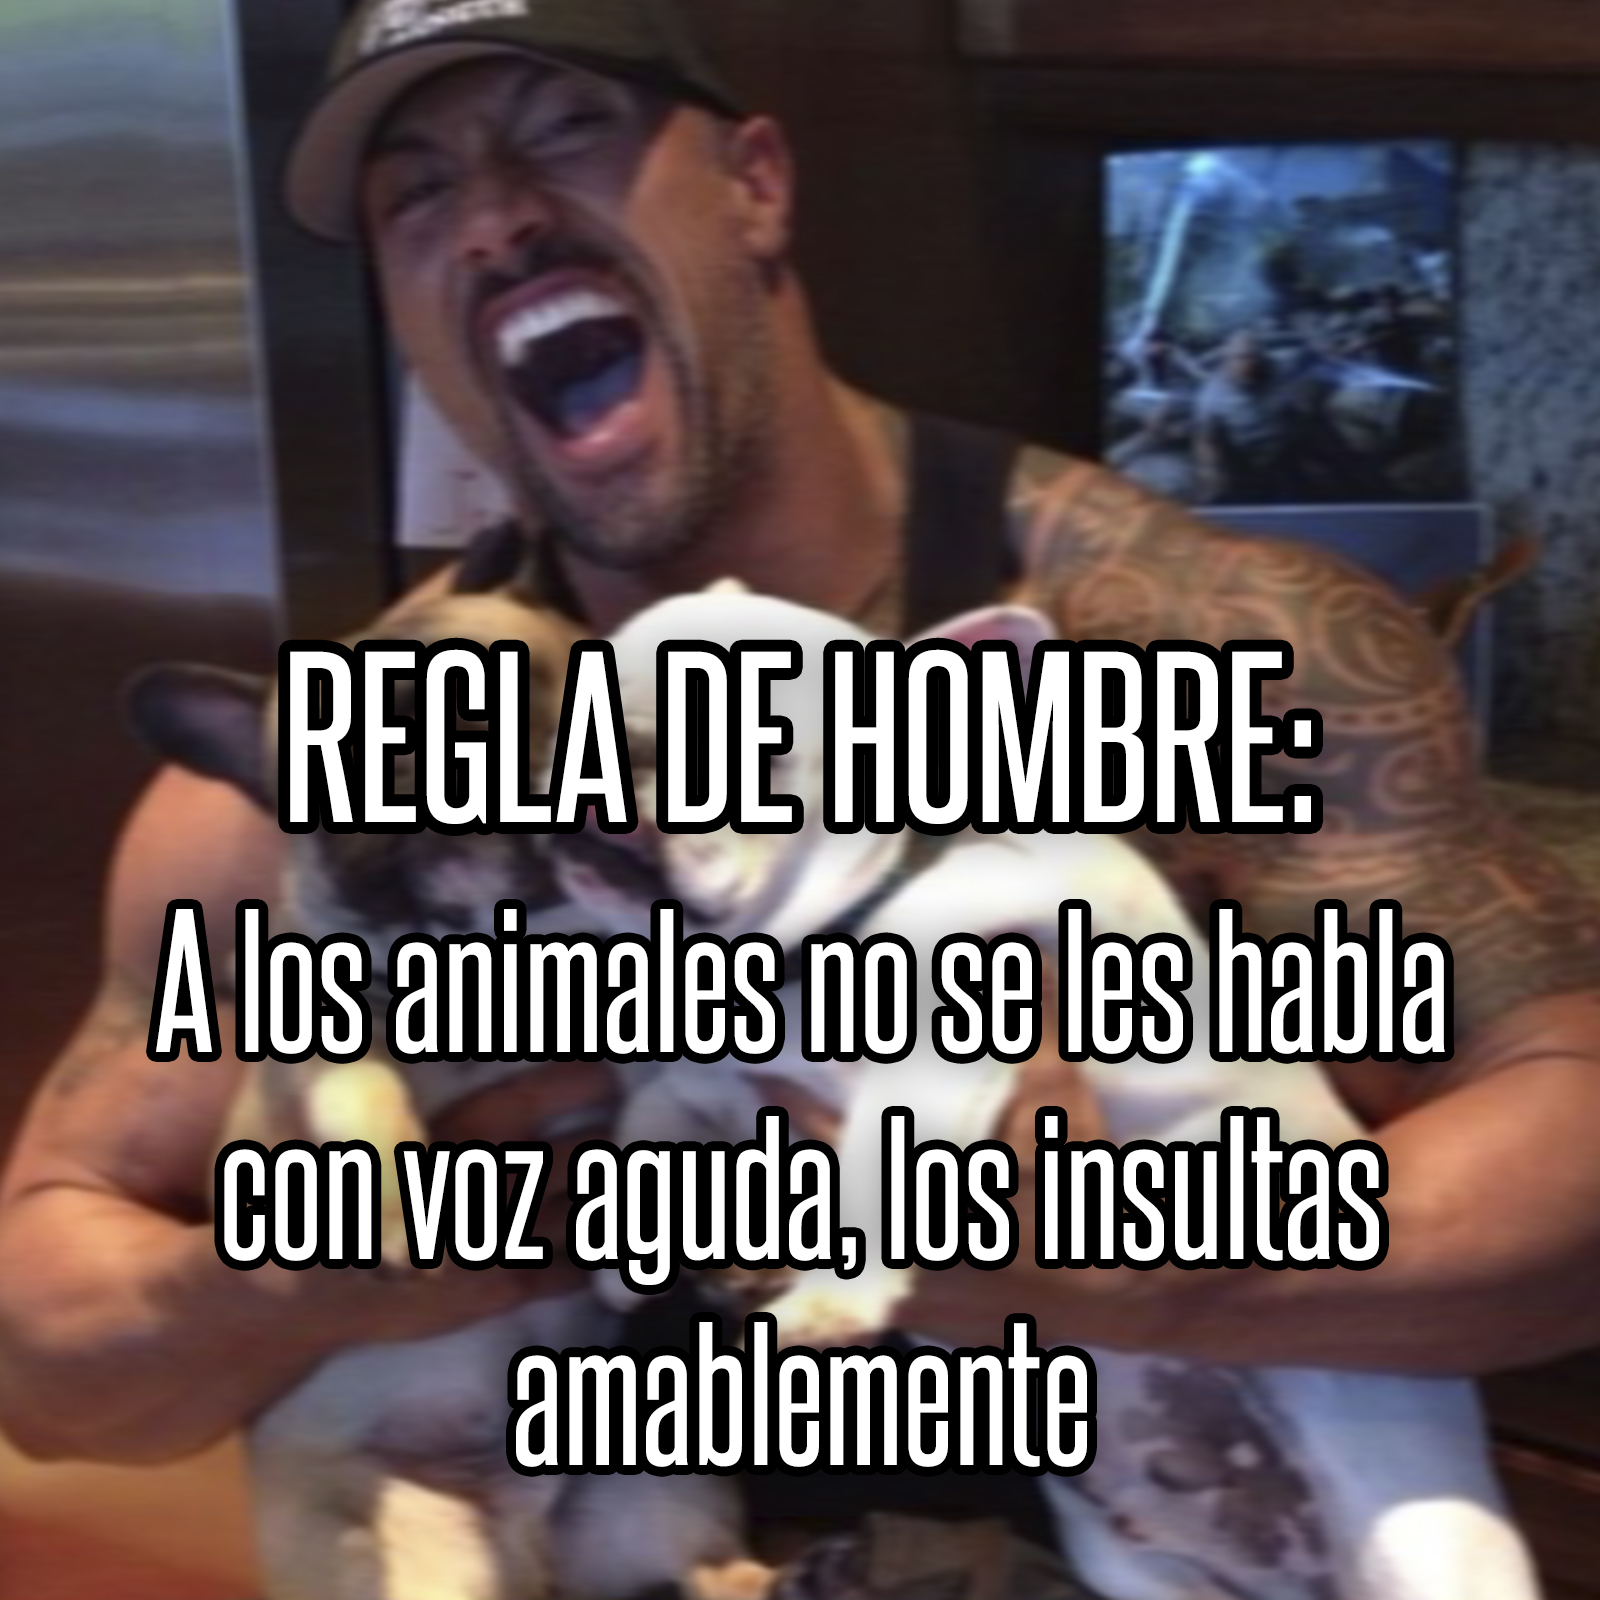 REGLA DE HOMBRE:
A los animales no se les habla
con voz aguda, los insultas
amablemente